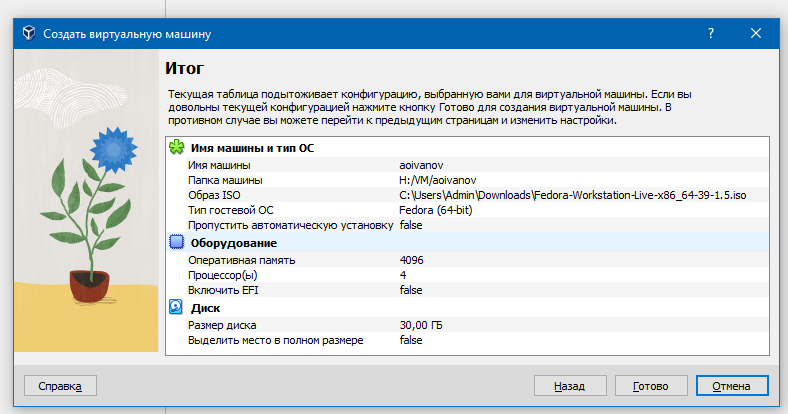 Создать виртуальную машину
Итог
Текущая таблица подытоживает конфигурацию, выбранную вами для виртуальной машины. Если вы
довольны текущей конфигурацией нажмите кнопку Готово для создания виртуальной машины. В
противном случае вы можете перейти к предыдущим страницам и изменить настройки.
Имя машины и тип ОС
Имя машины aoivanov
Папка машины H:/VM/aoivanov
Образ ISO C:\Users\Admin\Downloads\Fedora-Workstation-Live-x86_64-39-1.5.iso
Тип гостевой ОС Fedora (64-bit)
Пропустить автоматическую установку false
Оборудование
Оперативная память 4096
Процессор(ы) 4
Включить EFI false
Диск
Размер диска 30,00 ГБ
Выделить место в полном размере false
Справка Назад Готово Отмена